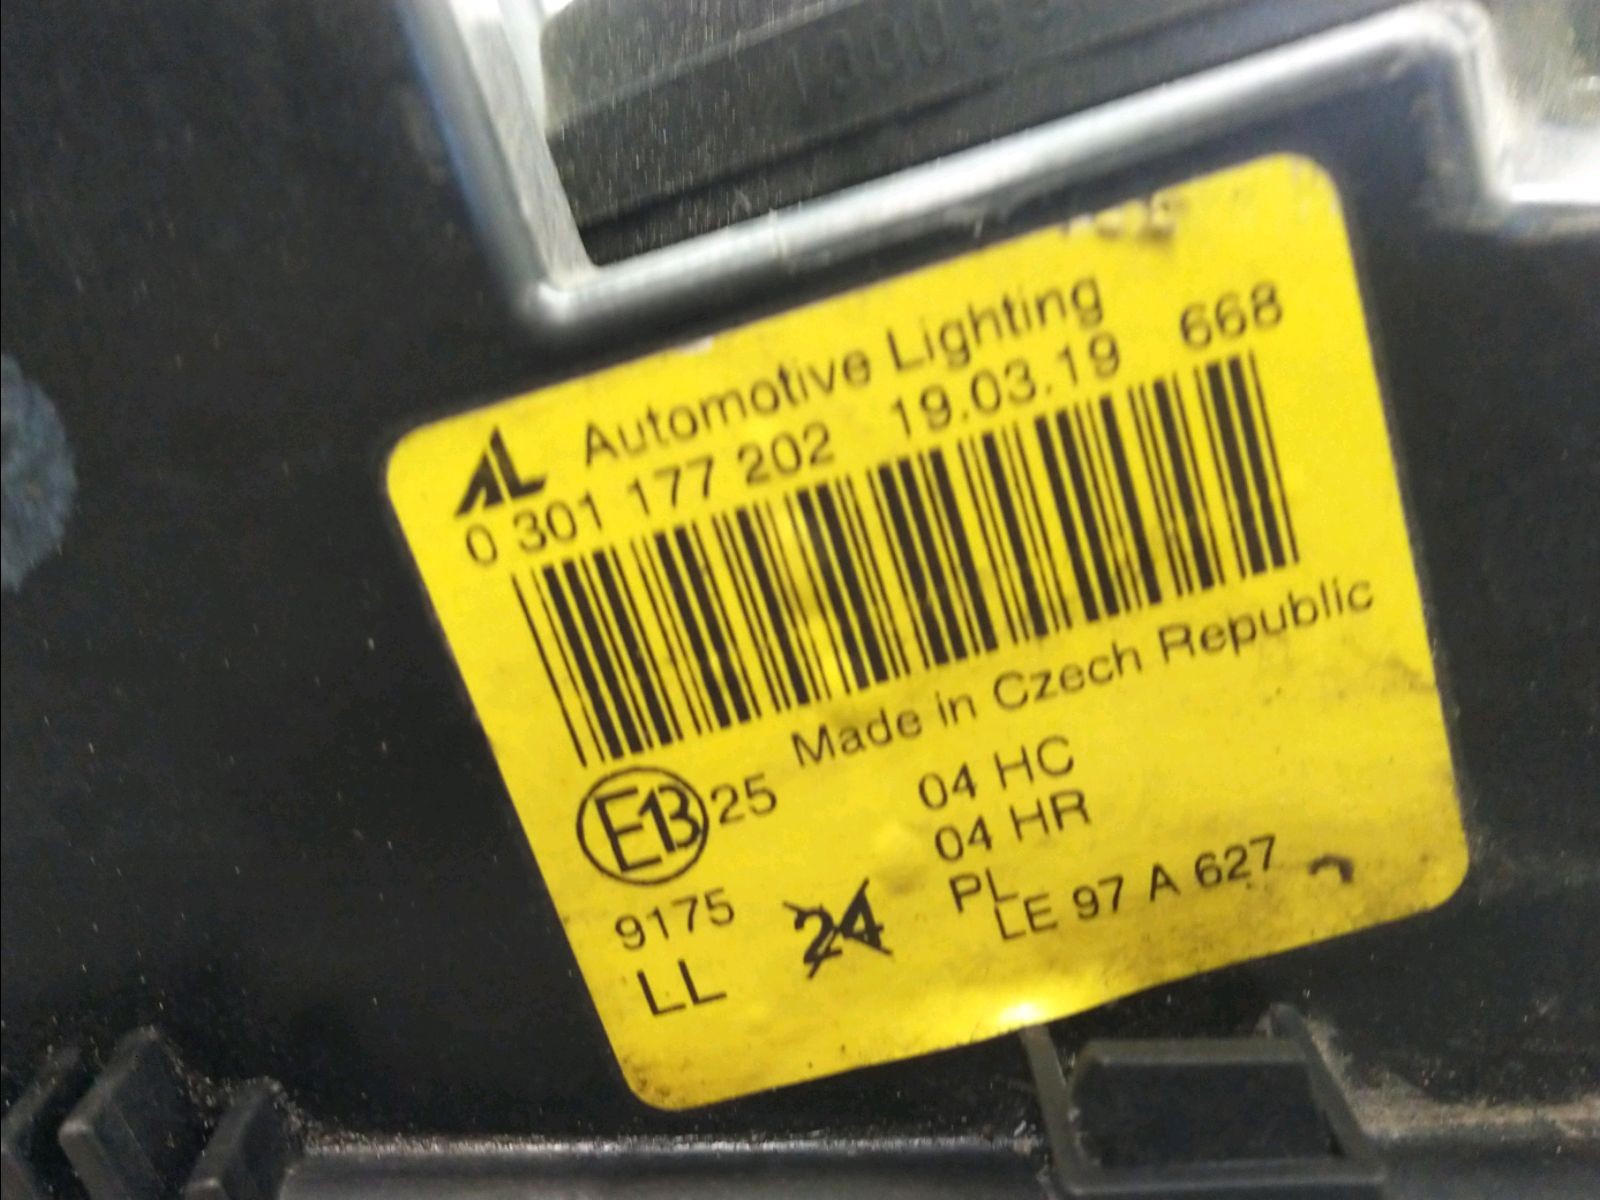 AL Automotive Lighting
0 301 177 202 19.03.19 668
Made in Czech Republic
E13 25 04 HC
04 HR
9175 24 PL
LL LE 97 A 627